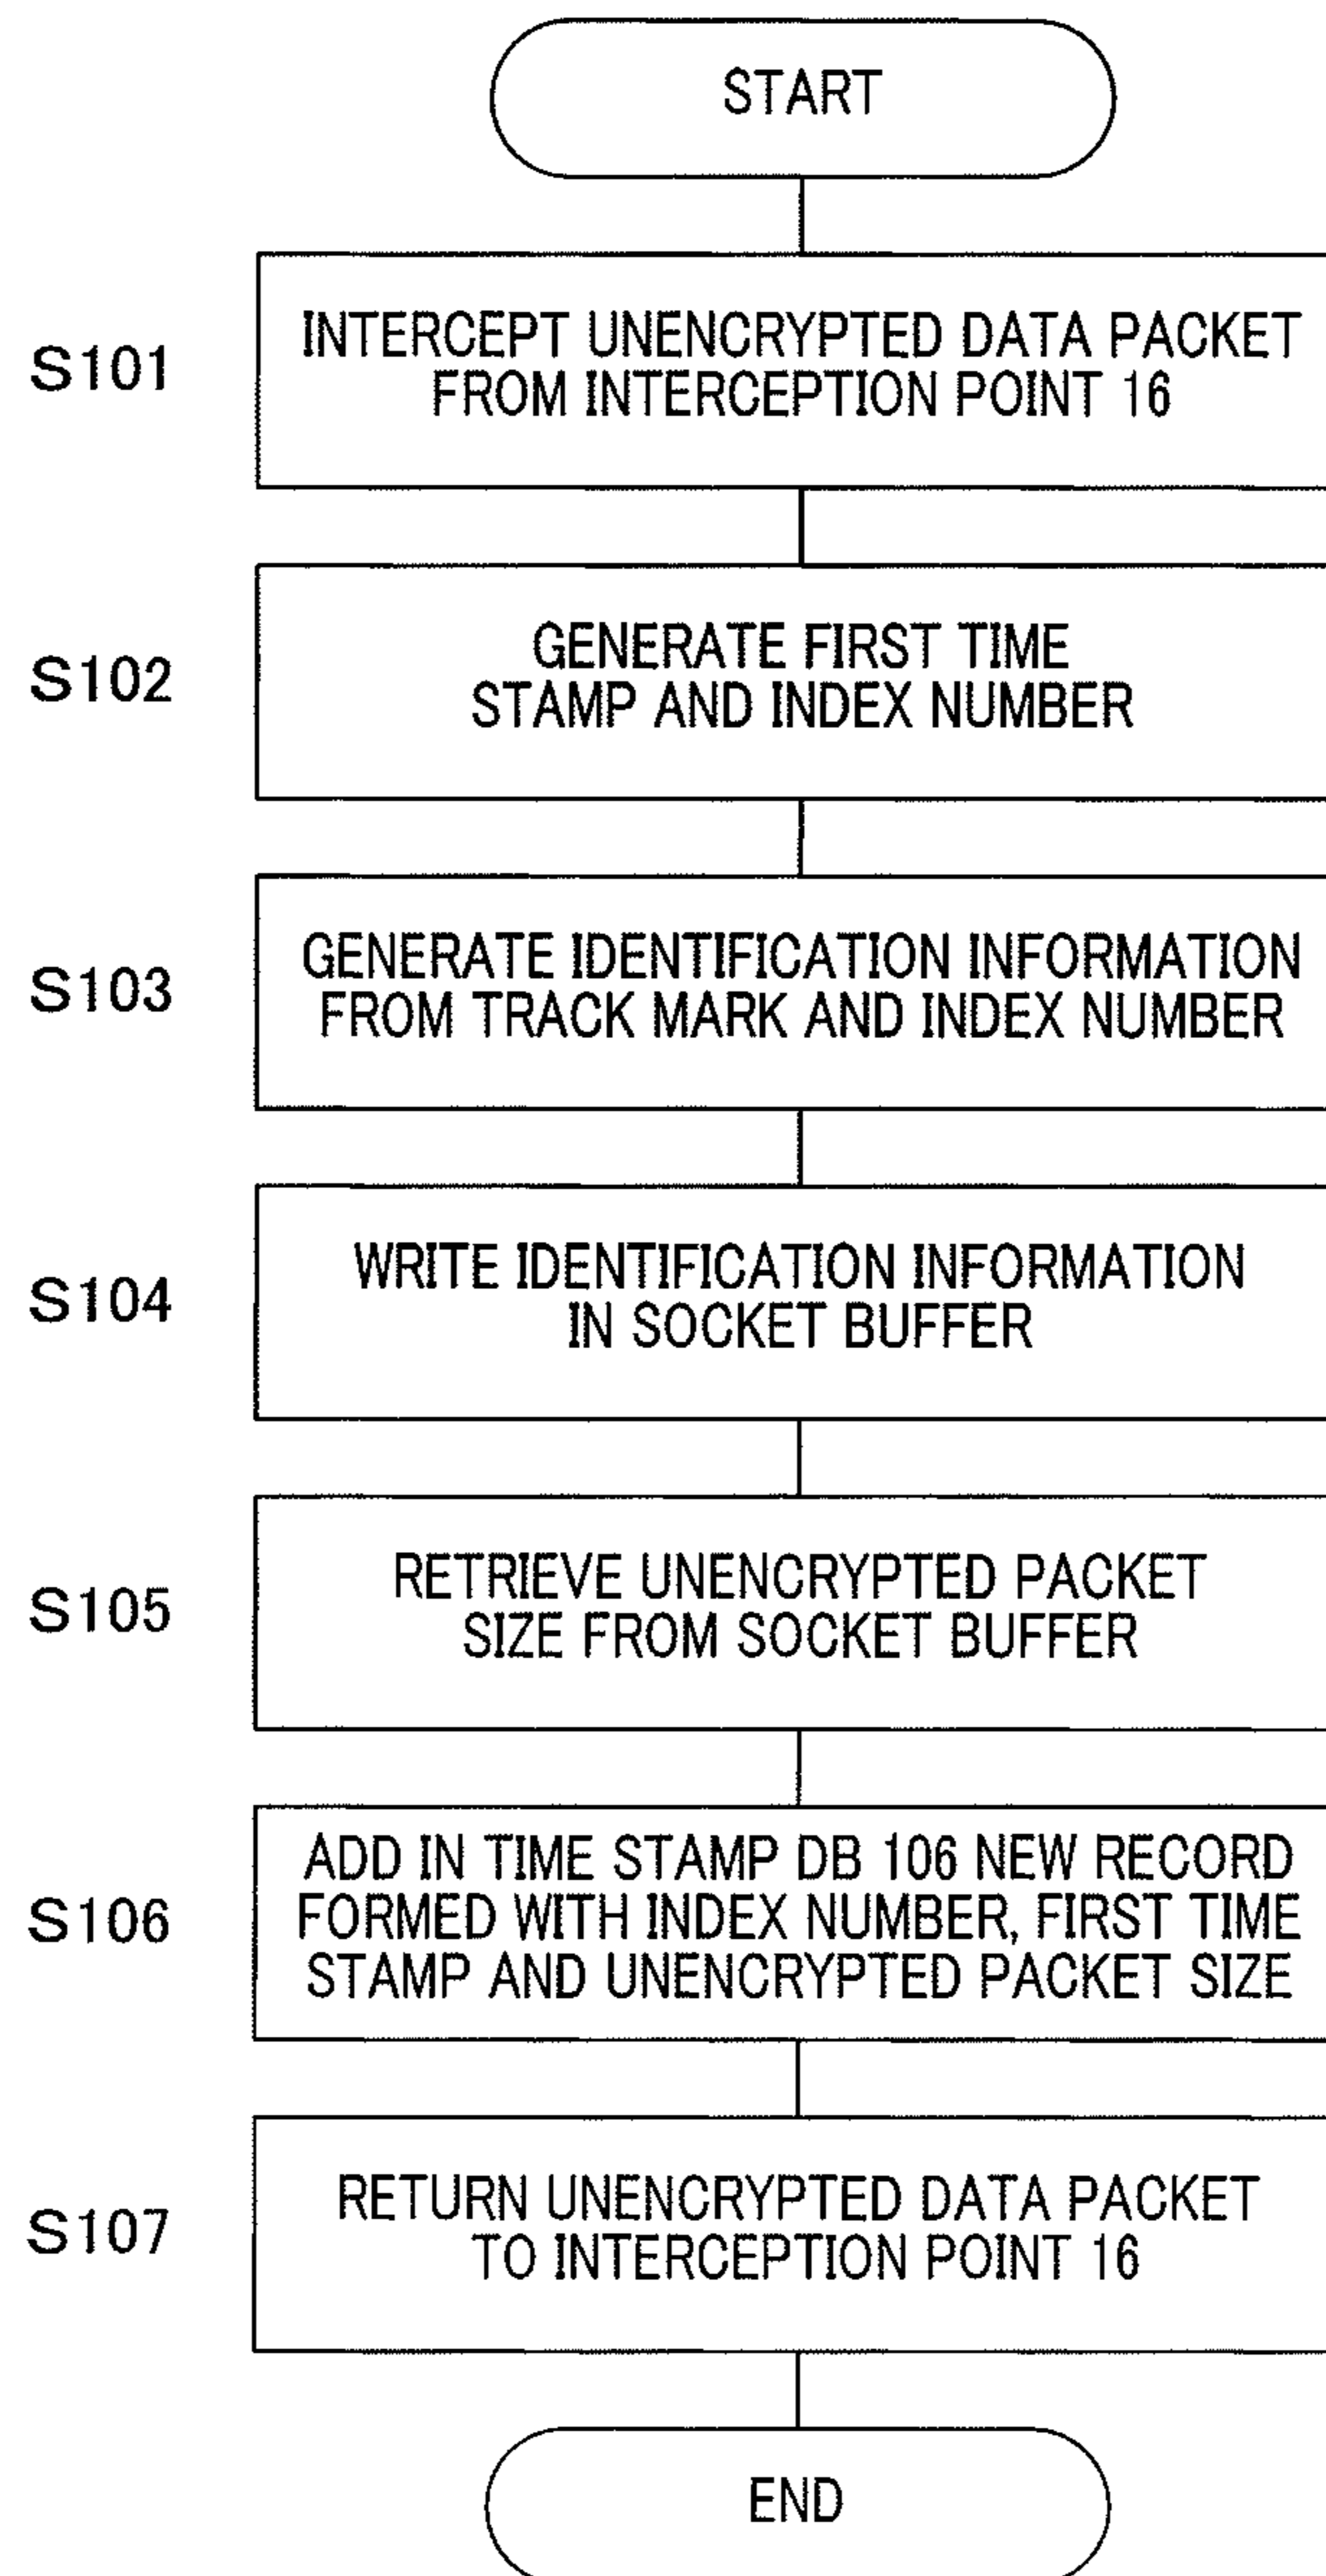 START
S101
INTERCEPT UNENCRYPTED DATA PACKET
FROM INTERCEPTION POINT 16
S102
GENERATE FIRST TIME
STAMP AND INDEX NUMBER
S103
GENERATE IDENTIFICATION INFORMATION
FROM TRACK MARK AND INDEX NUMBER
S104
WRITE IDENTIFICATION INFORMATION
IN SOCKET BUFFER
S105
RETRIEVE UNENCRYPTED PACKET
SIZE FROM SOCKET BUFFER
S106
ADD IN TIME STAMP DB 106 NEW RECORD
FORMED WITH INDEX NUMBER, FIRST TIME
STAMP AND UNENCRYPTED PACKET SIZE
S107
RETURN UNENCRYPTED DATA PACKET
TO INTERCEPTION POINT 16
END